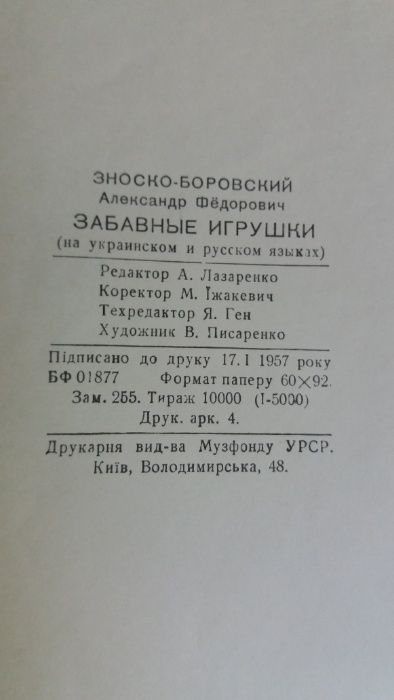 ЗНОСКО-БОРОВСКИЙ
Александр Фёдорович
ЗАБАВНЫЕ ИГРУШКИ
(на украинском и русском языках)
Редактор А. Лазаренко
Коректор М. Їжакевич
Техредактор Я. Ген
Художник В. Писаренко
Підписано до друку 17.I 1957 року
БФ 01877 Формат паперу 60×92.
Зам. 255. Тираж 10000 (I-5000)
Друк. арк. 4.
Друкарня вид-ва Музфонду УРСР.
Київ, Володимирська, 48.